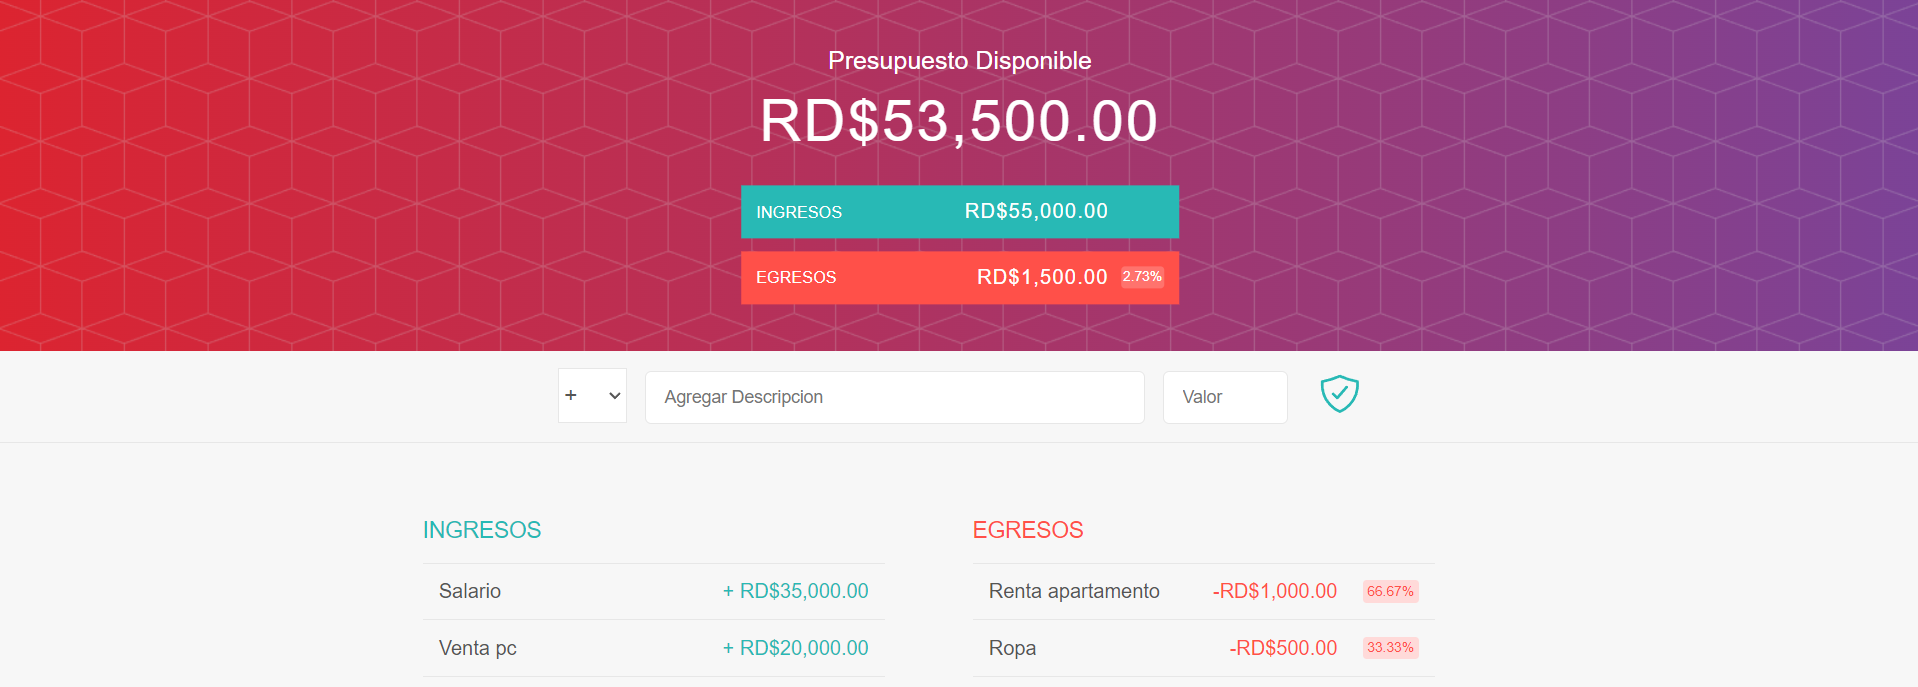 Presupuesto Disponible
RD$53,500.00
INGRESOS RD$55,000.00
EGRESOS RD$1,500.00 2.73%
+ Agregar Descripcion Valor
INGRESOS
Salario + RD$35,000.00
Venta pc + RD$20,000.00
EGRESOS
Renta apartamento -RD$1,000.00 66.67%
Ropa -RD$500.00 33.33%